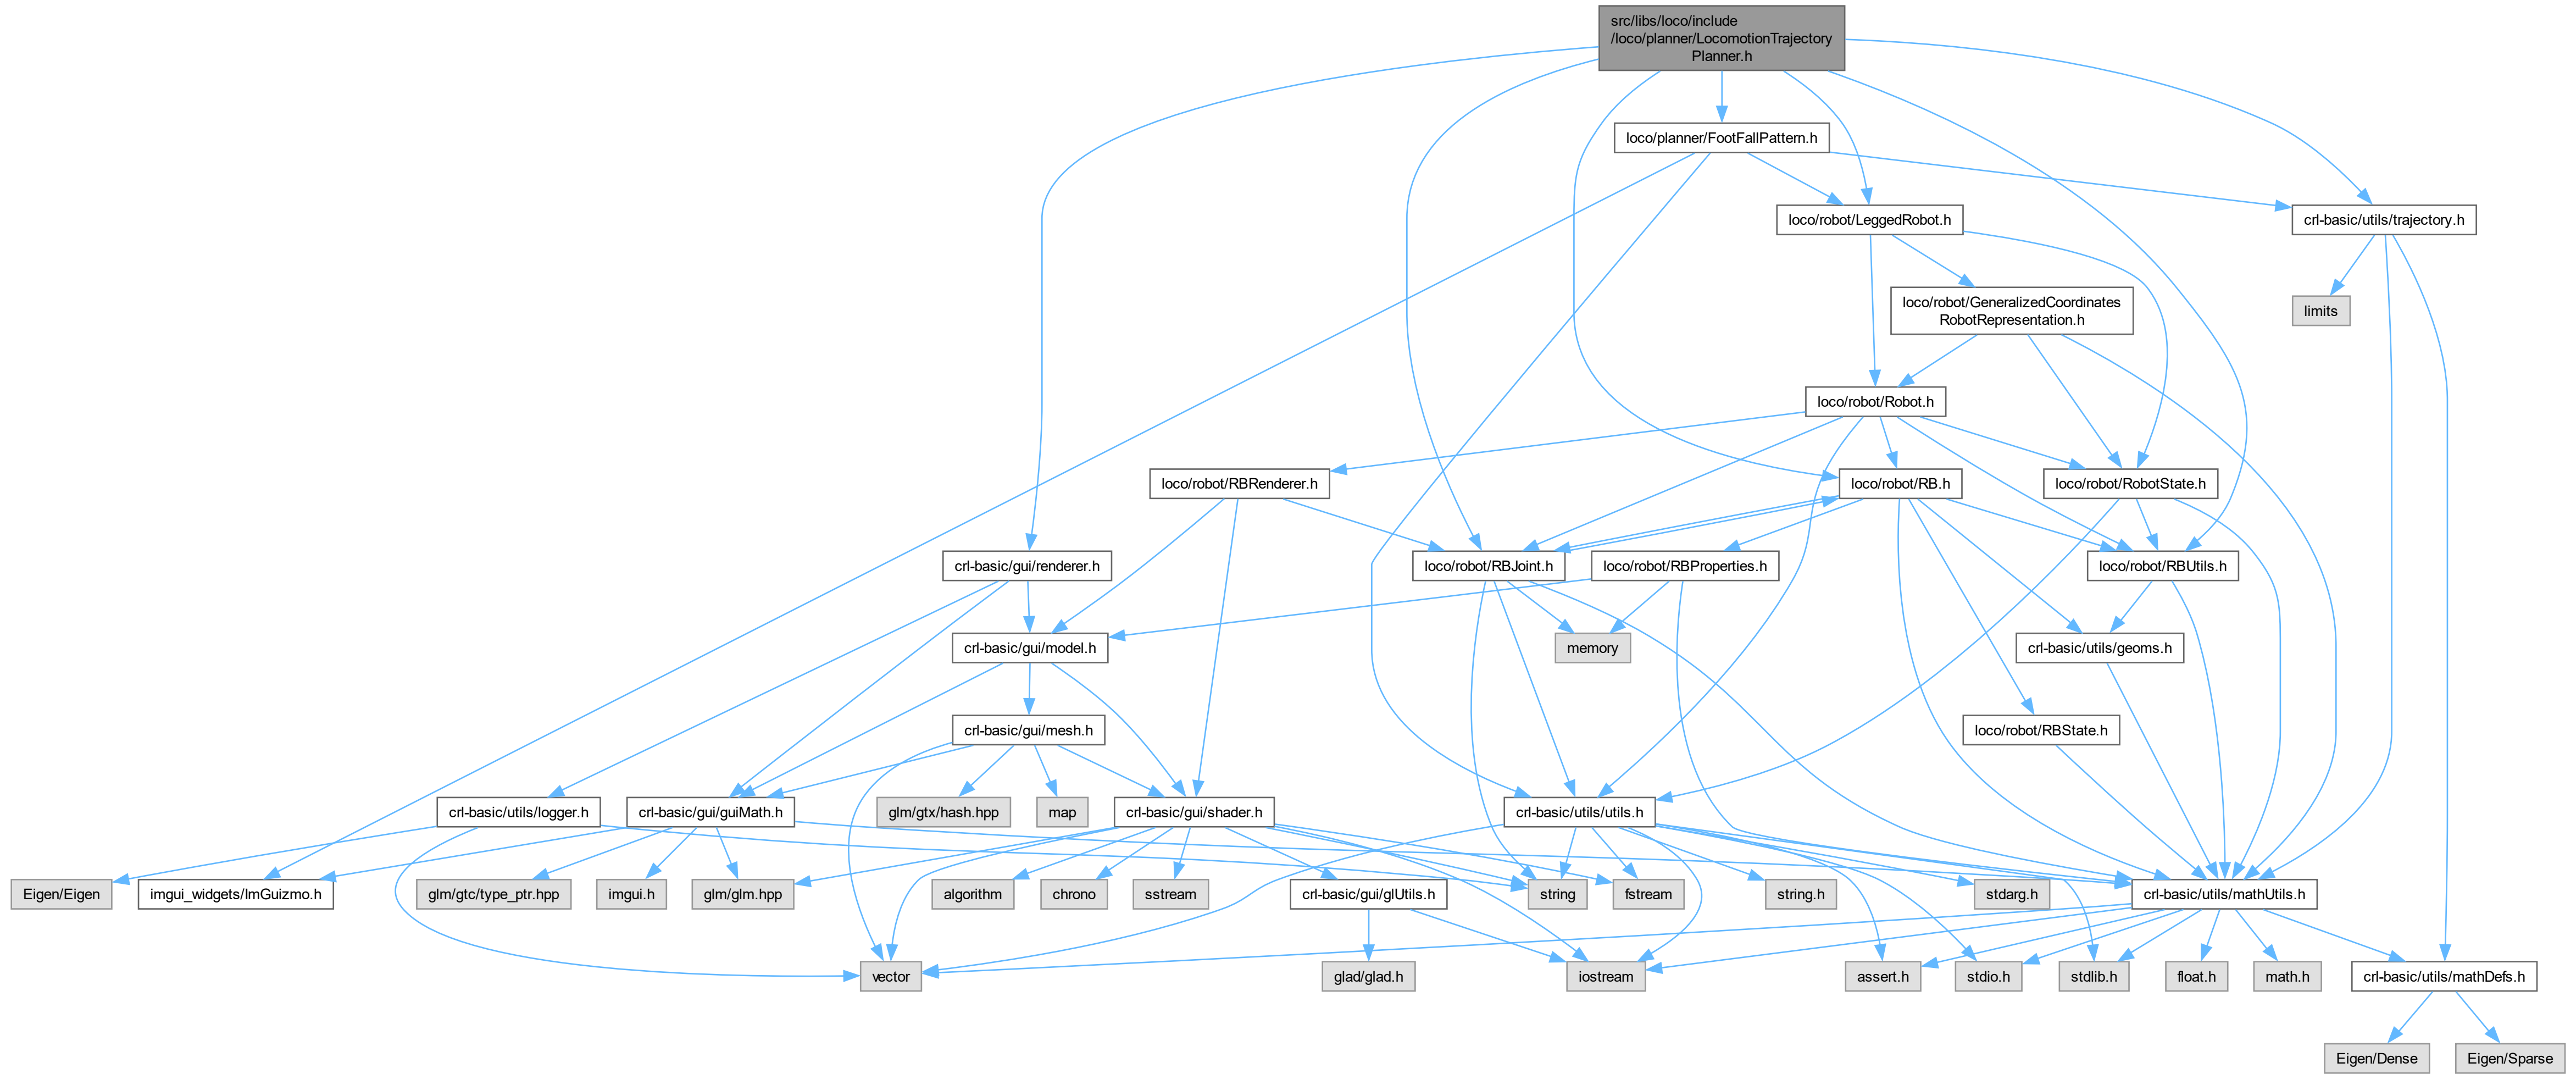 src/libs/loco/include
/loco/planner/LocomotionTrajectory
Planner.h
loco/planner/FootFallPattern.h
loco/robot/LeggedRobot.h
crl-basic/utils/trajectory.h
loco/robot/GeneralizedCoordinates
RobotRepresentation.h
limits
loco/robot/Robot.h
loco/robot/RBRenderer.h
loco/robot/RB.h
loco/robot/RobotState.h
crl-basic/gui/renderer.h
loco/robot/RBJoint.h
loco/robot/RBProperties.h
loco/robot/RBUtils.h
crl-basic/gui/model.h
memory
crl-basic/utils/geoms.h
crl-basic/gui/mesh.h
loco/robot/RBState.h
crl-basic/utils/logger.h
crl-basic/gui/guiMath.h
glm/gtx/hash.hpp
map
crl-basic/gui/shader.h
crl-basic/utils/utils.h
Eigen/Eigen
imgui_widgets/ImGuizmo.h
glm/gtc/type_ptr.hpp
imgui.h
glm/glm.hpp
algorithm
chrono
sstream
crl-basic/gui/glUtils.h
string
fstream
string.h
stdarg.h
crl-basic/utils/mathUtils.h
vector
glad/glad.h
iostream
assert.h
stdio.h
stdlib.h
float.h
math.h
crl-basic/utils/mathDefs.h
Eigen/Dense
Eigen/Sparse